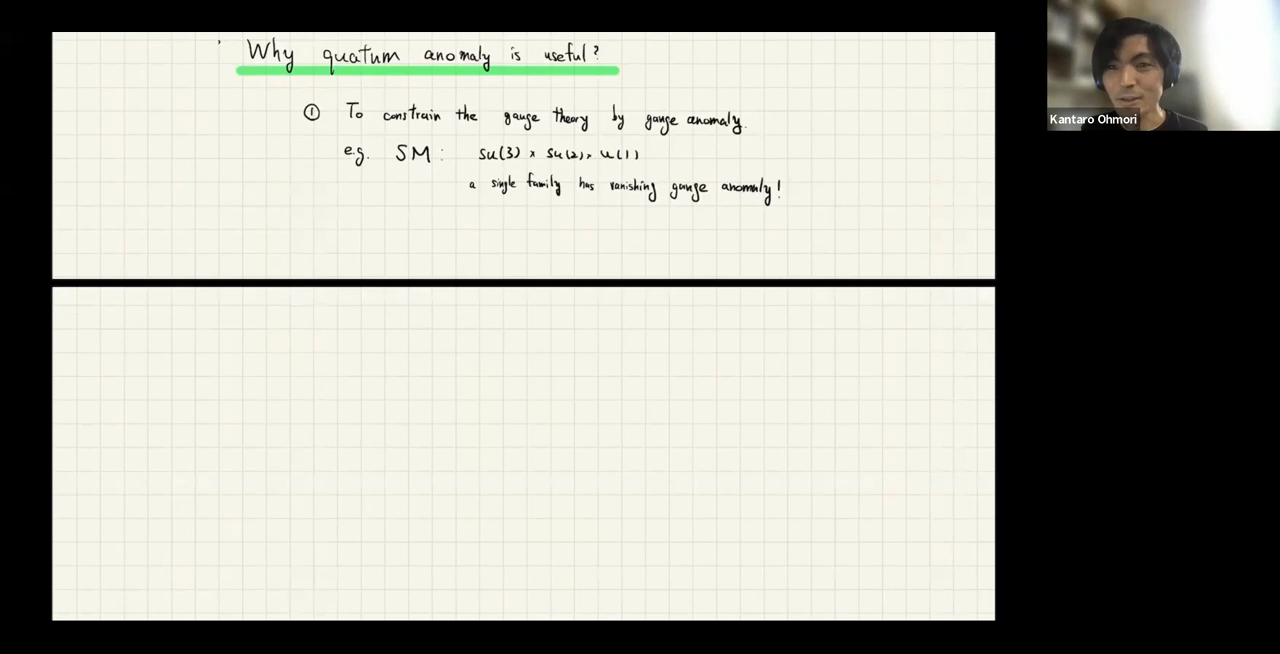 Why quatum anomaly is useful?
① To constrain the gauge theory by gauge anomaly.
e.g. SM: SU(3) × SU(2) × U(1)
a single family has vanishing gauge anomaly!
Kantaro Ohmori